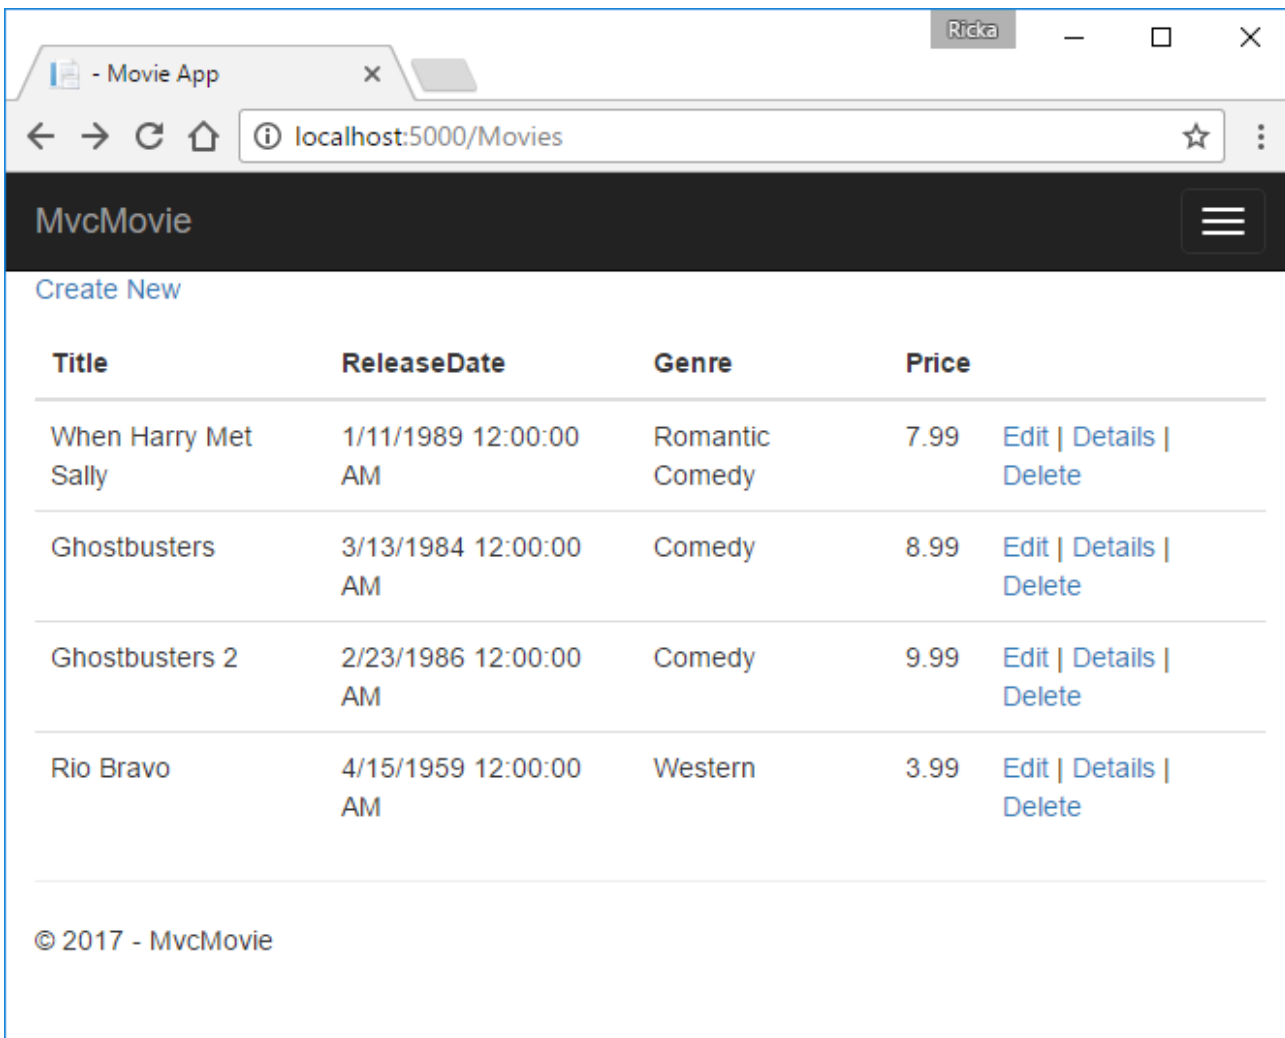 Ricka
- Movie App
localhost:5000/Movies
MvcMovie
Create New
Title ReleaseDate Genre Price
When Harry Met 1/11/1989 12:00:00 Romantic 7.99 Edit | Details |
Sally AM Comedy Delete
Ghostbusters 3/13/1984 12:00:00 Comedy 8.99 Edit | Details |
AM Delete
Ghostbusters 2 2/23/1986 12:00:00 Comedy 9.99 Edit | Details |
AM Delete
Rio Bravo 4/15/1959 12:00:00 Western 3.99 Edit | Details |
AM Delete
© 2017 - MvcMovie